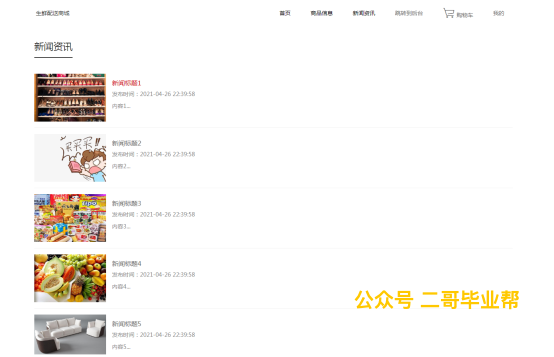 生鲜配送商城
首页 商品信息 新闻资讯 跳转到后台 购物车 我的
新闻资讯
新闻标题1
发布时间：2021-04-26 22:39:58
内容1...
买买买!
新闻标题2
发布时间：2021-04-26 22:39:58
内容2...
新闻标题3
发布时间：2021-04-26 22:39:58
内容3...
新闻标题4
发布时间：2021-04-26 22:39:58
内容4...
公众号 二哥毕业帮
新闻标题5
发布时间：2021-04-26 22:39:58
内容5...